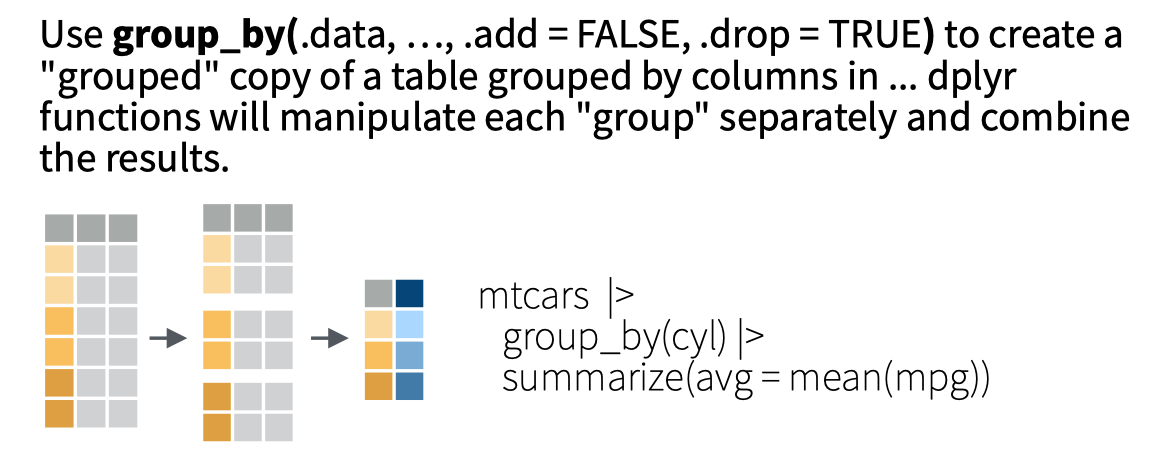 Use group_by(.data, …, .add = FALSE, .drop = TRUE) to create a
"grouped" copy of a table grouped by columns in ... dplyr
functions will manipulate each "group" separately and combine
the results.
mtcars |>
group_by(cyl) |>
summarize(avg = mean(mpg))